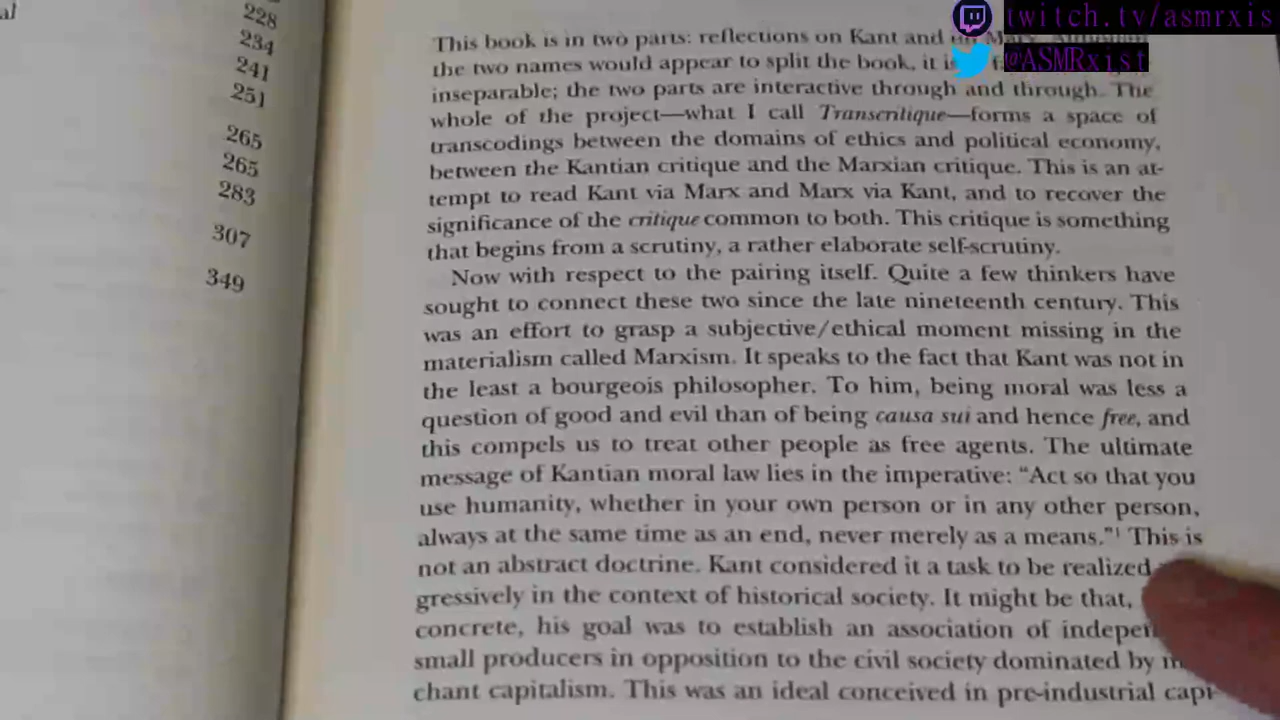 al
228
234
241
251
265
265
283
307
349
twitch.tv/asmrxis
@ASMRxist
This book is in two parts: reflections on Kant and on Marx.
the two names would appear to split the book, it is
inseparable; the two parts are interactive through and through. The
whole of the project—what I call Transcritique—forms a space of
transcodings between the domains of ethics and political economy,
between the Kantian critique and the Marxian critique. This is an at-
tempt to read Kant via Marx and Marx via Kant, and to recover the
significance of the critique common to both. This critique is something
that begins from a scrutiny, a rather elaborate self-scrutiny.
Now with respect to the pairing itself. Quite a few thinkers have
sought to connect these two since the late nineteenth century. This
was an effort to grasp a subjective/ethical moment missing in the
materialism called Marxism. It speaks to the fact that Kant was not in
the least a bourgeois philosopher. To him, being moral was less a
question of good and evil than of being causa sui and hence free, and
this compels us to treat other people as free agents. The ultimate
message of Kantian moral law lies in the imperative: “Act so that you
use humanity, whether in your own person or in any other person,
always at the same time as an end, never merely as a means.”¹ This is
not an abstract doctrine. Kant considered it a task to be realized
gressively in the context of historical society. It might be that,
concrete, his goal was to establish an association of indepen
small producers in opposition to the civil society dominated by m
chant capitalism. This was an ideal conceived in pre-industrial capi-